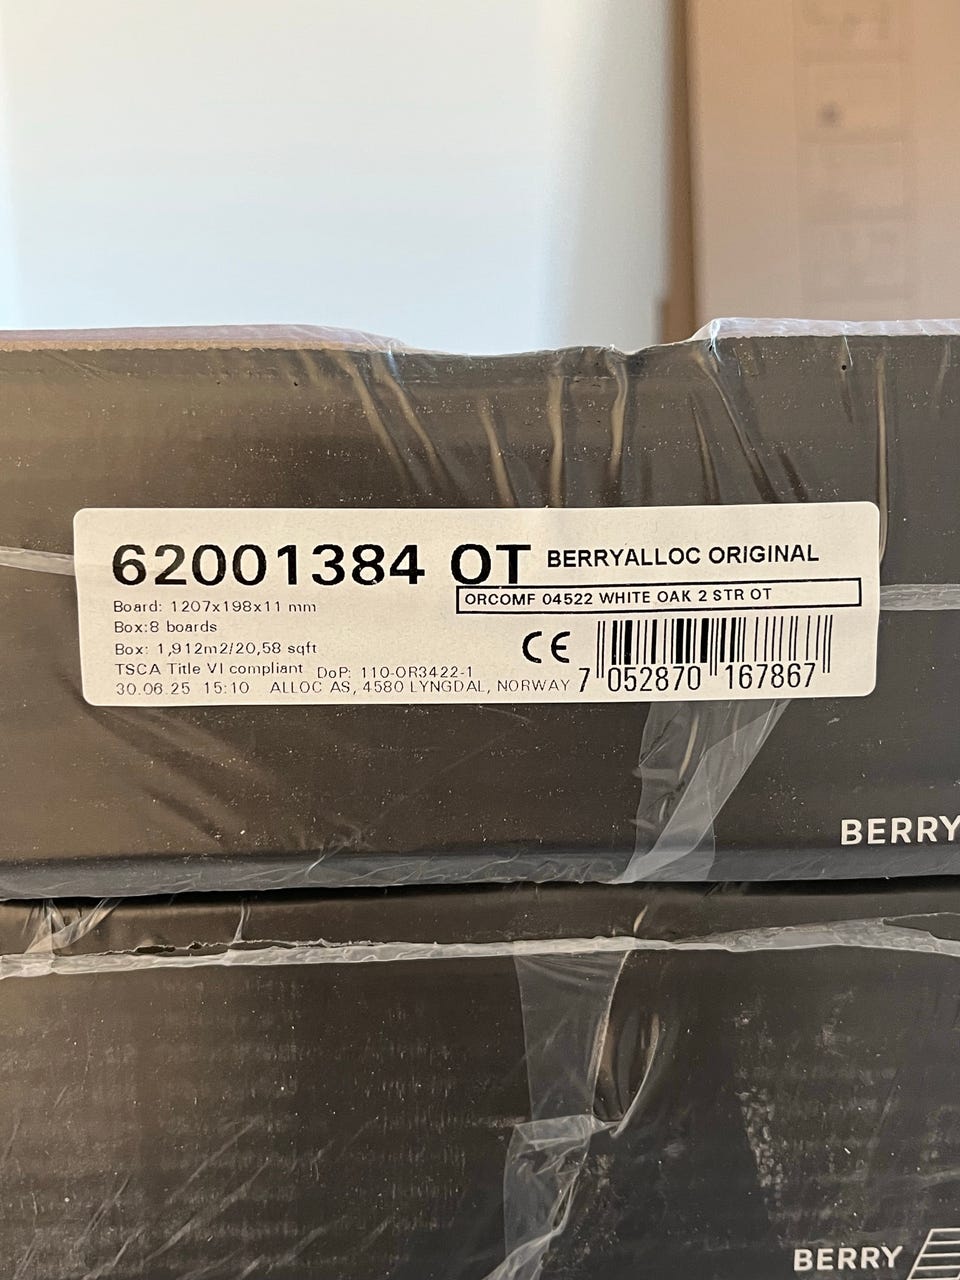 62001384 OT BERRYALLOC ORIGINAL
ORCOMF 04522 WHITE OAK 2 STR OT
Board: 1207x198x11 mm
Box:8 boards
Box: 1,912m2/20,58 sqft
TSCA Title VI compliant DoP: 110-OR3422-1
30.06.25 15:10 ALLOC AS, 4580 LYNGDAL, NORWAY
CE
7 052870 167867
BERRY
BERRY